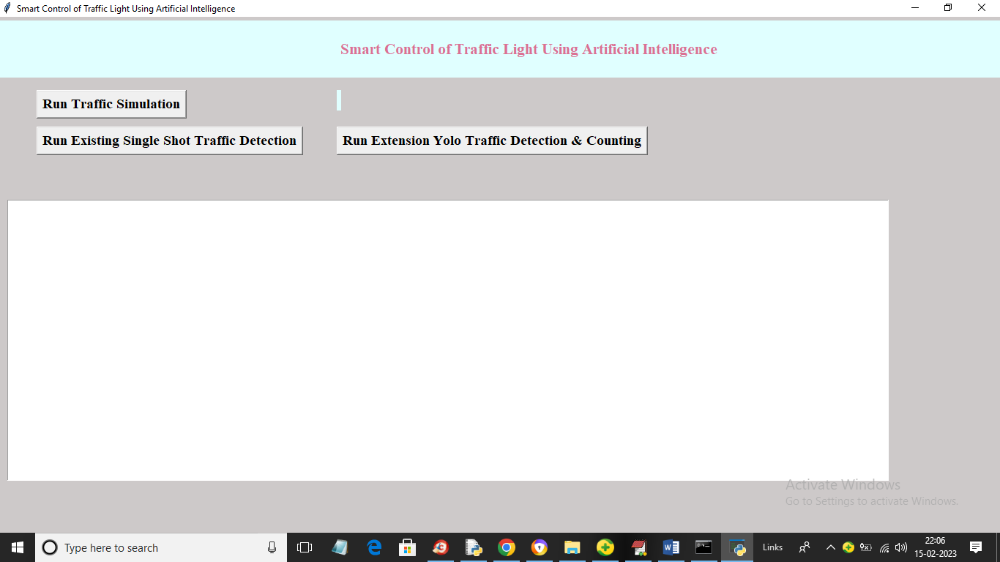 Smart Control of Traffic Light Using Artificial Intelligence
Smart Control of Traffic Light Using Artificial Intelligence
Run Traffic Simulation
Run Existing Single Shot Traffic Detection
Run Extension Yolo Traffic Detection & Counting
Activate Windows
Go to Settings to activate Windows.
Type here to search
Links
22:06
15-02-2023